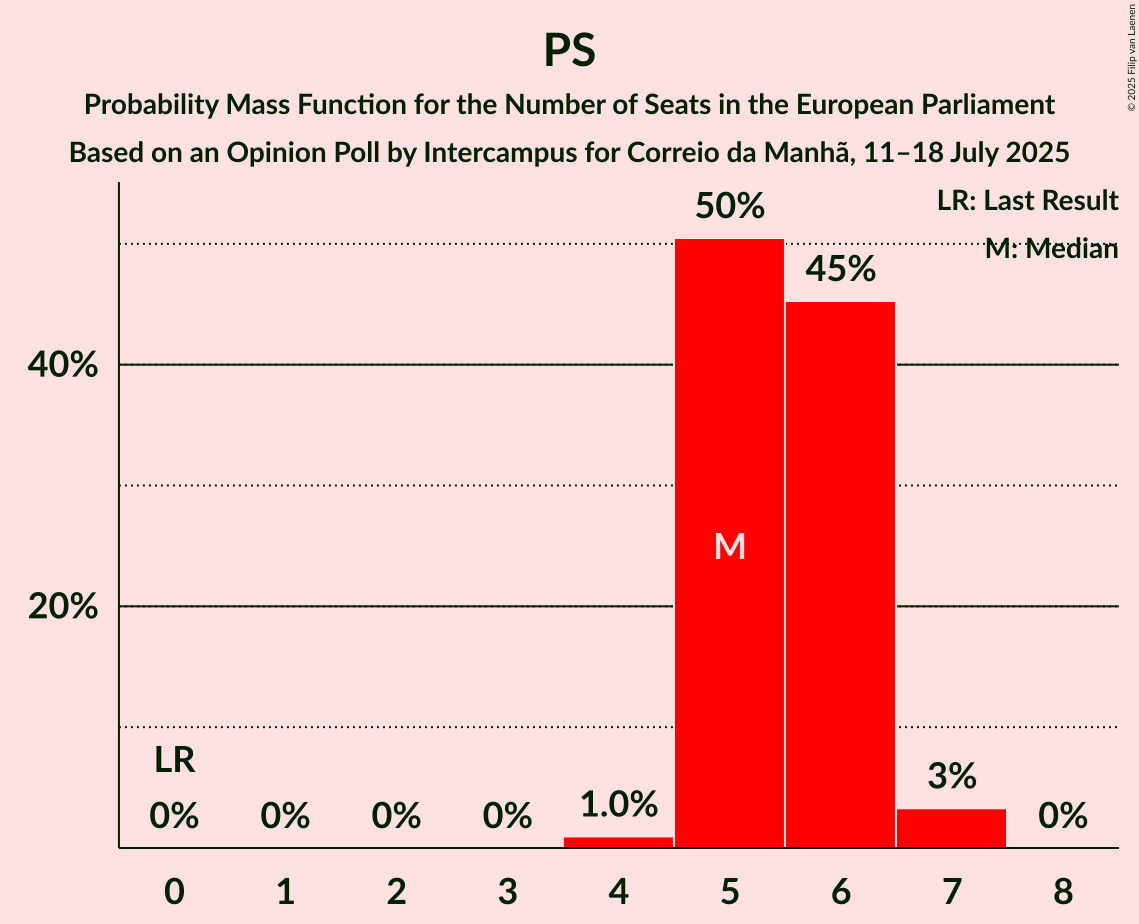 PS
Probability Mass Function for the Number of Seats in the European Parliament
Based on an Opinion Poll by Intercampus for Correio da Manhã, 11–18 July 2025
© 2025 Filip van Laenen
LR: Last Result
M: Median
50%
45%
40%
M
20%
LR
0%
0%
0%
0%
1.0%
3%
0%
0
1
2
3
4
5
6
7
8